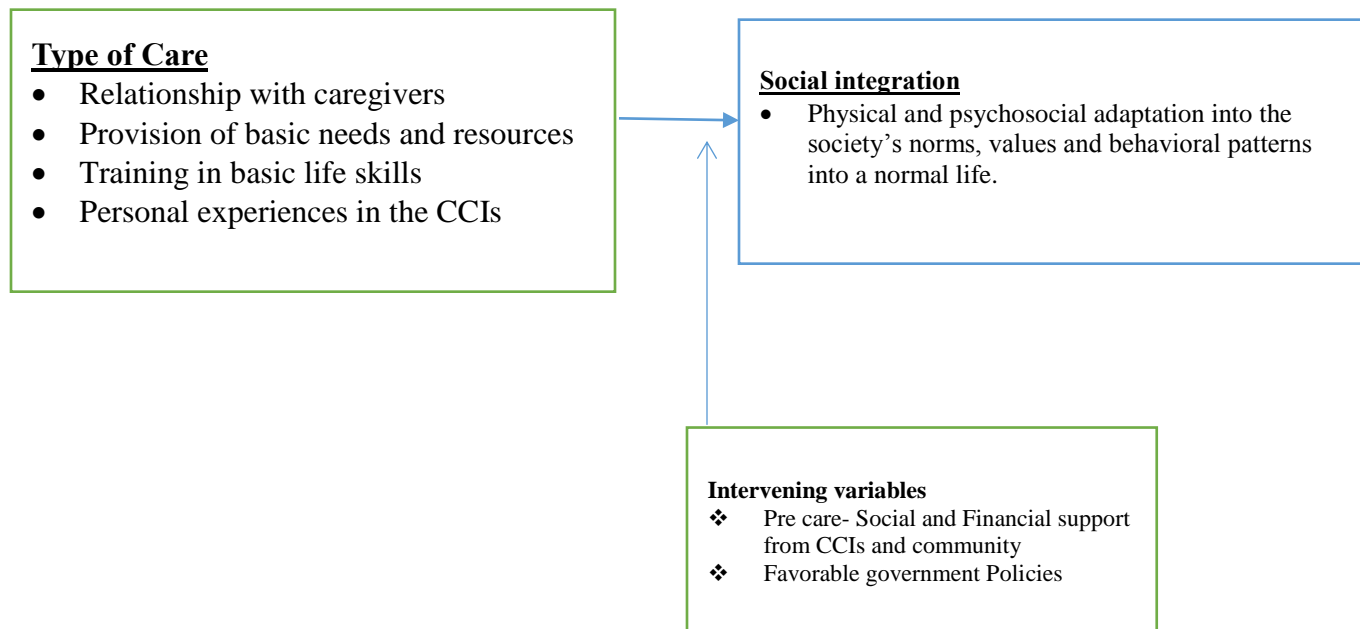 Type of Care
• Relationship with caregivers
• Provision of basic needs and resources
• Training in basic life skills
• Personal experiences in the CCIs
Social integration
• Physical and psychosocial adaptation into the
society’s norms, values and behavioral patterns
into a normal life.
Intervening variables
❖ Pre care- Social and Financial support
from CCIs and community
❖ Favorable government Policies